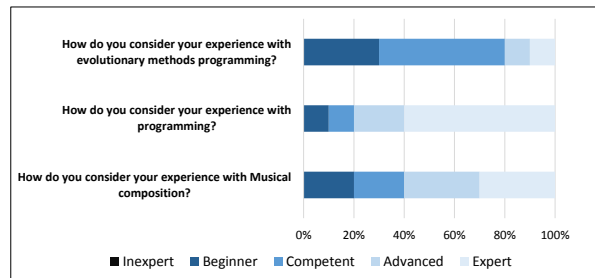 How do you consider your experience with
evolutionary methods programming?
How do you consider your experience with
programming?
How do you consider your experience with Musical
composition?
0% 20% 40% 60% 80% 100%
Inexpert Beginner Competent Advanced Expert